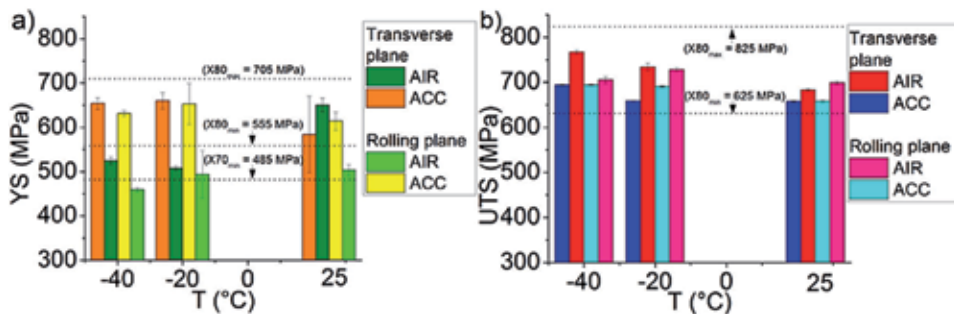 a)
YS (MPa)
800
700
600
500
400
300
(X80min = 705 MPa)
(X80min = 555 MPa)
(X70min = 485 MPa)
-40
-20
0
25
T (°C)
Transverse
plane
AIR
ACC
Rolling plane
AIR
ACC
b)
UTS (MPa)
800
700
600
500
400
300
(X80max = 825 MPa)
(X80min = 625 MPa)
-40
-20
0
25
T (°C)
Transverse
plane
AIR
ACC
Rolling plane
AIR
ACC